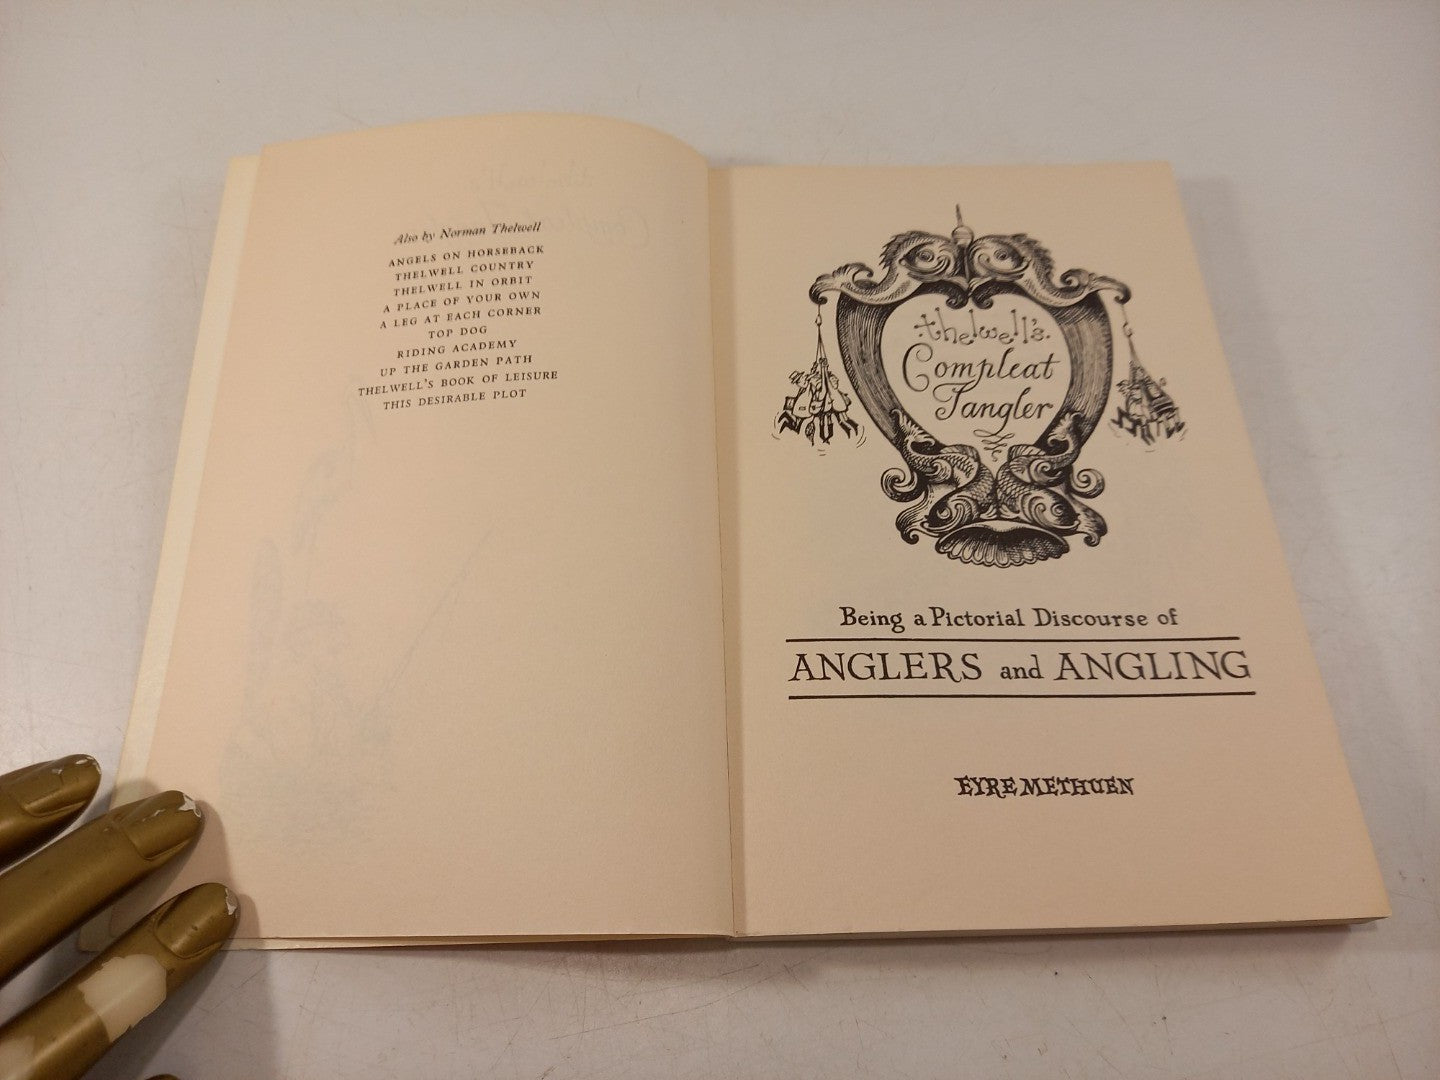 Also by Norman Thelwell
ANGELS ON HORSEBACK
THELWELL COUNTRY
THELWELL IN ORBIT
A PLACE OF YOUR OWN
A LEG AT EACH CORNER
TOP DOG
RIDING ACADEMY
UP THE GARDEN PATH
THELWELL'S BOOK OF LEISURE
THIS DESIRABLE PLOT
thelwell's
Compleat
Tangler
Being a Pictorial Discourse of
ANGLERS and ANGLING
EYRE METHUEN